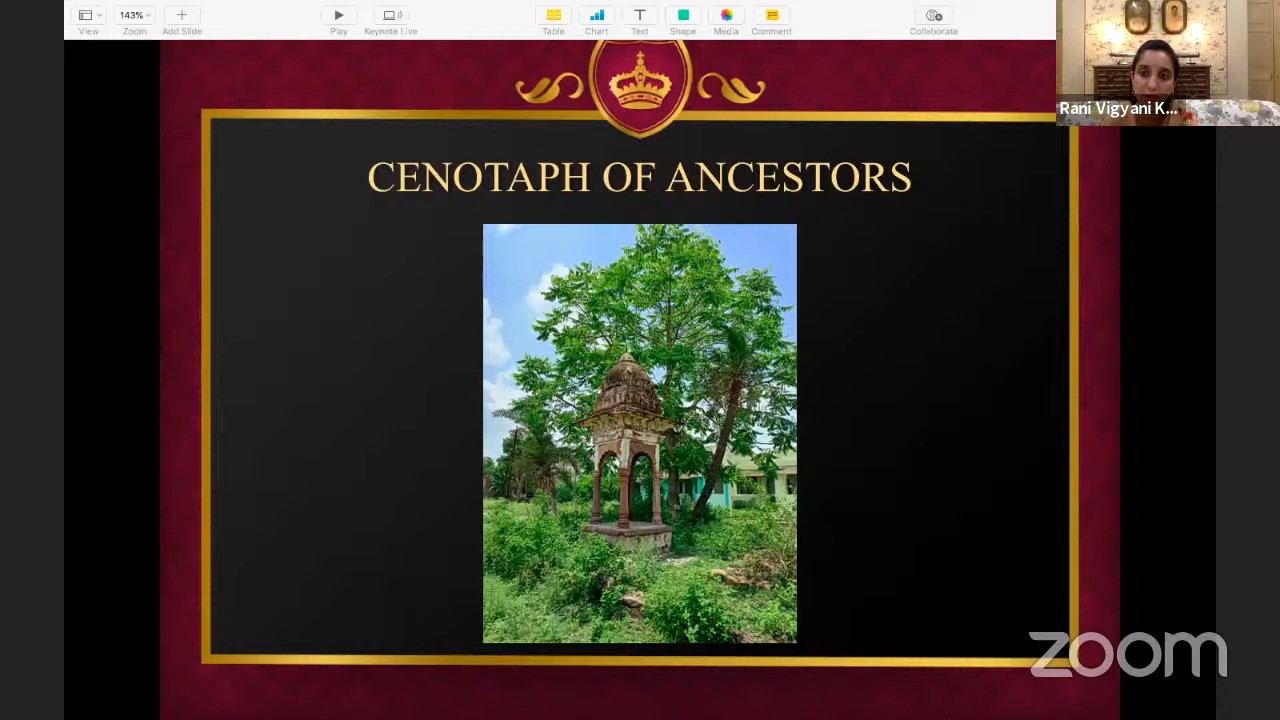 143%
View
Zoom
Add Slide
Play
Keynote Live
Table
Chart
Text
Shape
Media
Comment
Collaborate
Rani Vigyani K...
CENOTAPH OF ANCESTORS
zoom